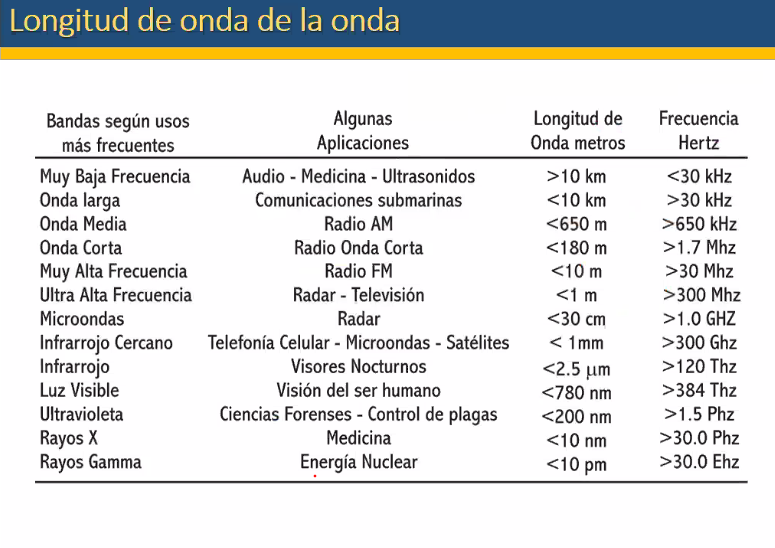 Longitud de onda de la onda
Bandas según usos más frecuentes Algunas Aplicaciones Longitud de Onda metros Frecuencia Hertz
Muy Baja Frecuencia Audio - Medicina - Ultrasonidos >10 km <30 kHz
Onda larga Comunicaciones submarinas <10 km >30 kHz
Onda Media Radio AM <650 m >650 kHz
Onda Corta Radio Onda Corta <180 m >1.7 Mhz
Muy Alta Frecuencia Radio FM <10 m >30 Mhz
Ultra Alta Frecuencia Radar - Televisión <1 m >300 Mhz
Microondas Radar <30 cm >1.0 GHZ
Infrarrojo Cercano Telefonía Celular - Microondas - Satélites < 1mm >300 Ghz
Infrarrojo Visores Nocturnos <2.5 µm >120 Thz
Luz Visible Visión del ser humano <780 nm >384 Thz
Ultravioleta Ciencias Forenses - Control de plagas <200 nm >1.5 Phz
Rayos X Medicina <10 nm >30.0 Phz
Rayos Gamma Energía Nuclear <10 pm >30.0 Ehz